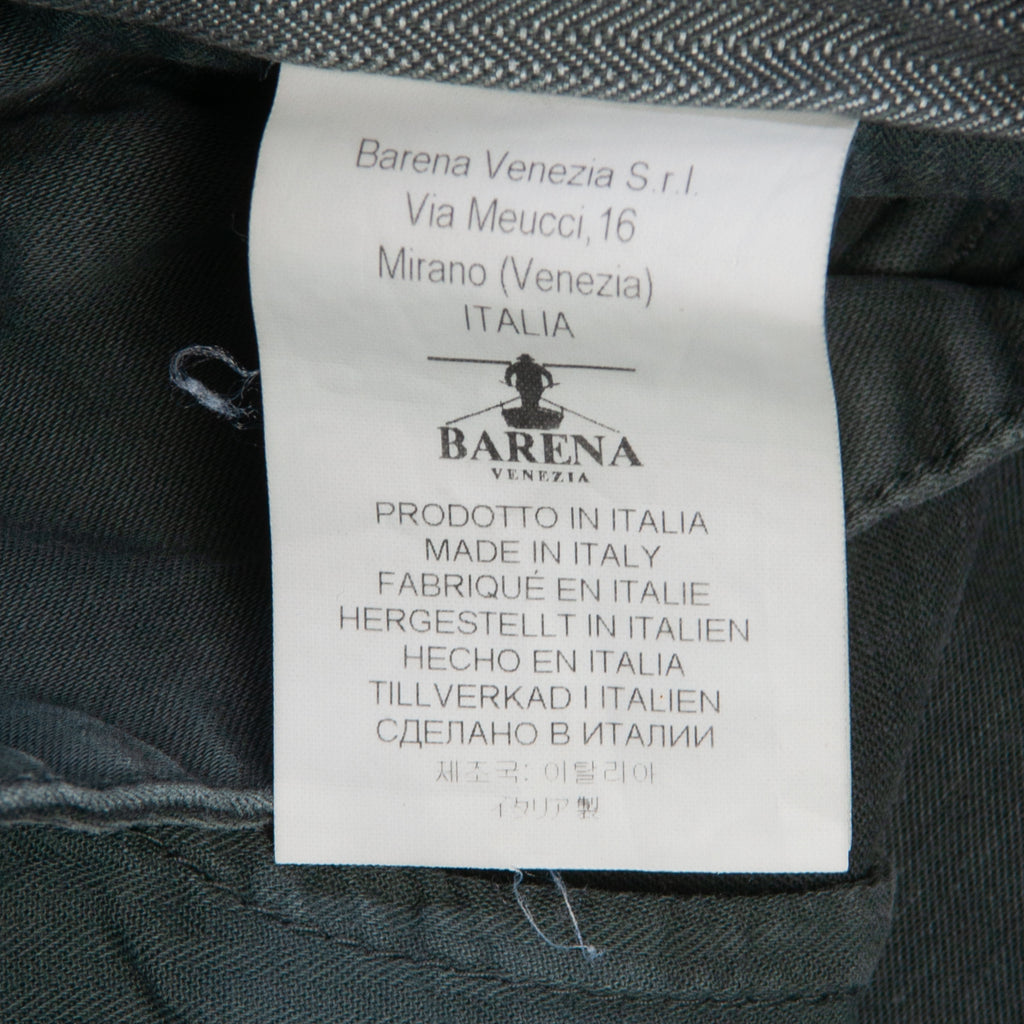 Barena Venezia S.r.l.
Via Meucci,16
Mirano (Venezia)
ITALIA
BARENA
VENEZIA
PRODOTTO IN ITALIA
MADE IN ITALY
FABRIQUÉ EN ITALIE
HERGESTELLT IN ITALIEN
HECHO EN ITALIA
TILLVERKAD I ITALIEN
СДЕЛАНО В ИТАЛИИ
제조국: 이탈리아
イタリア製